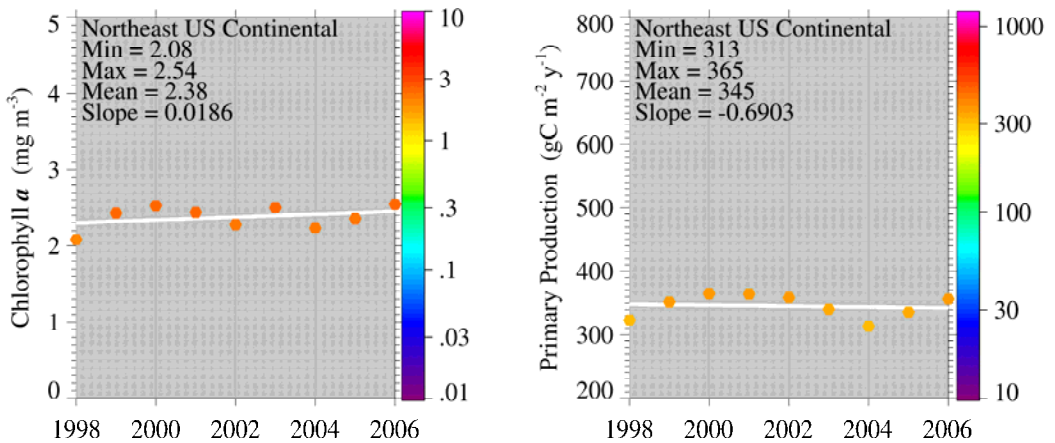 Northeast US Continental
Min = 2.08
Max = 2.54
Mean = 2.38
Slope = 0.0186
Chlorophyll a (mg m-3)
5
4
3
2
1
0
1998 2000 2002 2004 2006
10
3
1
.3
.1
.03
.01
Northeast US Continental
Min = 313
Max = 365
Mean = 345
Slope = -0.6903
Primary Production (gC m-2 y-1)
800
700
600
500
400
300
200
1998 2000 2002 2004 2006
1000
300
100
30
10